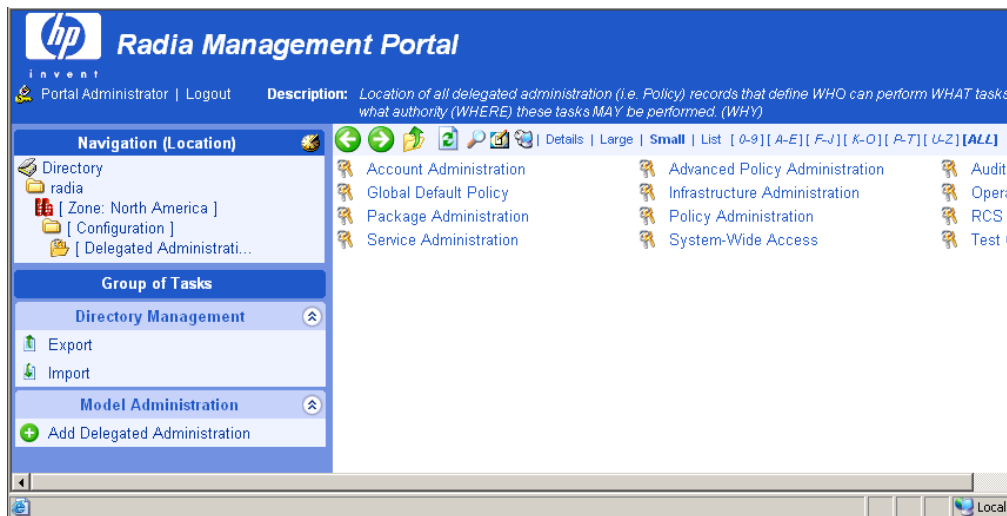 hp
invent
Radia Management Portal
Portal Administrator | Logout
Description: Location of all delegated administration (i.e. Policy) records that define WHO can perform WHAT tasks
what authority (WHERE) these tasks MAY be performed. (WHY)
Navigation (Location)
Directory
radia
[ Zone: North America ]
[ Configuration ]
[ Delegated Administrati...
| Details | Large | Small | List [ 0-9 ] [ A-E ] [ F-J ] [ K-O ] [ P-T ] [ U-Z ] [ALL]
Account Administration
Advanced Policy Administration
Audit
Global Default Policy
Infrastructure Administration
Opera
Package Administration
Policy Administration
RCS
Service Administration
System-Wide Access
Test
Group of Tasks
Directory Management
Export
Import
Model Administration
Add Delegated Administration
Local